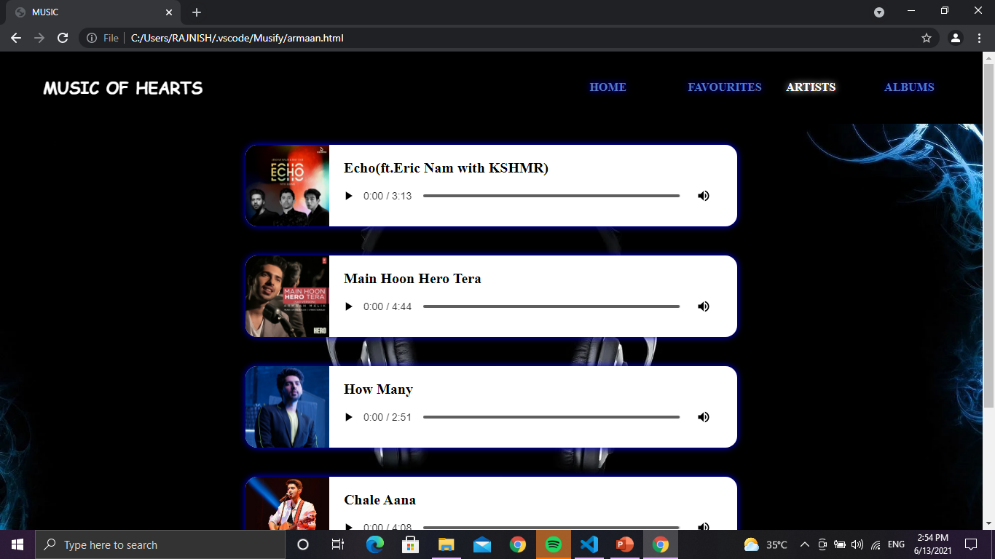 MUSIC
File
C:/Users/RAJNISH/.vscode/Musify/armaan.html
MUSIC OF HEARTS
HOME
FAVOURITES
ARTISTS
ALBUMS
ECHO
Echo(ft.Eric Nam with KSHMR)
0:00 / 3:13
MAIN HOON
HERO TERA
HERO
Main Hoon Hero Tera
0:00 / 4:44
How Many
0:00 / 2:51
Chale Aana
0:00 / 4:08
Type here to search
35°C
ENG
2:54 PM
6/13/2021